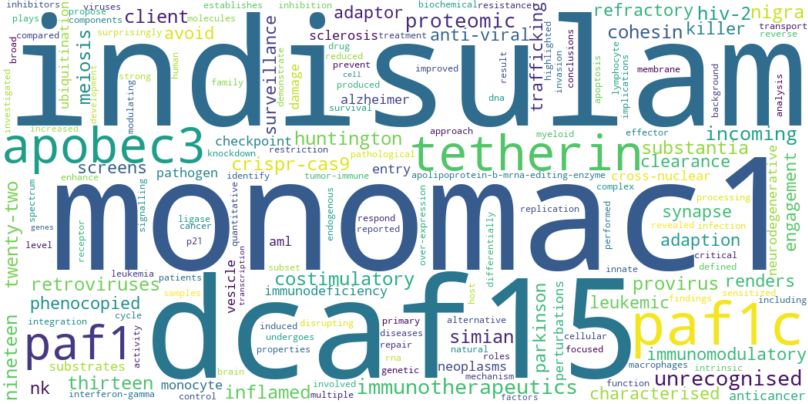 inhibitors viruses biochemical resistance
plays propose establishes inhibition
components molecules
client adaptor proteomic refractory hiv-2 nigra
broad compared avoid surprisingly sclerosis treatment anti-viral trafficking cohesin killer transport reverse
indisulam
investigated ubiquitination development meiosis modulating strong human family surveillance demonstrate damage drug reduced prevent cell produced alzheimer survival improved result dna highlighted invasion conclusions apoptosis lymphocyte implications membrane background analysis
increased
apobec3 checkpoint huntington approach myeloid effector tetherin substantia incoming
knockdown restriction clearance
screens crispr-cas9 pathological entry cross-nuclear
pathogen identify tumor-immune apolipoprotein-b-mrna-editing-enzyme complex
enhance
monomac1
twenty-two spectrum genes level receptor signalling ligase cancer p21 quantitative endogenous respond reported over-expression replication performed processing revealed infection synapse adaption critical defined innate neurodegenerative engagement
aml
leukemia patients subset differentially
retroviruses samples vesicle transcription costimulatory host provirus renders
phenocopied immunodeficiency leukemic findings sensitized including
integration cycle
dcaf15
paf1 activity undergoes induced disrupting properties primary diseases repair rna genetic alternative simian natural roles mechanism cellular focused parkinson perturbations paf1c
nineteen substrates brain neoplasms immunomodulatory
nk thirteen monocyte involved macrophages intrinsic unrecognised
interferon-gamma control inflamed multiple immunotherapeutics factors function characterised anticancer